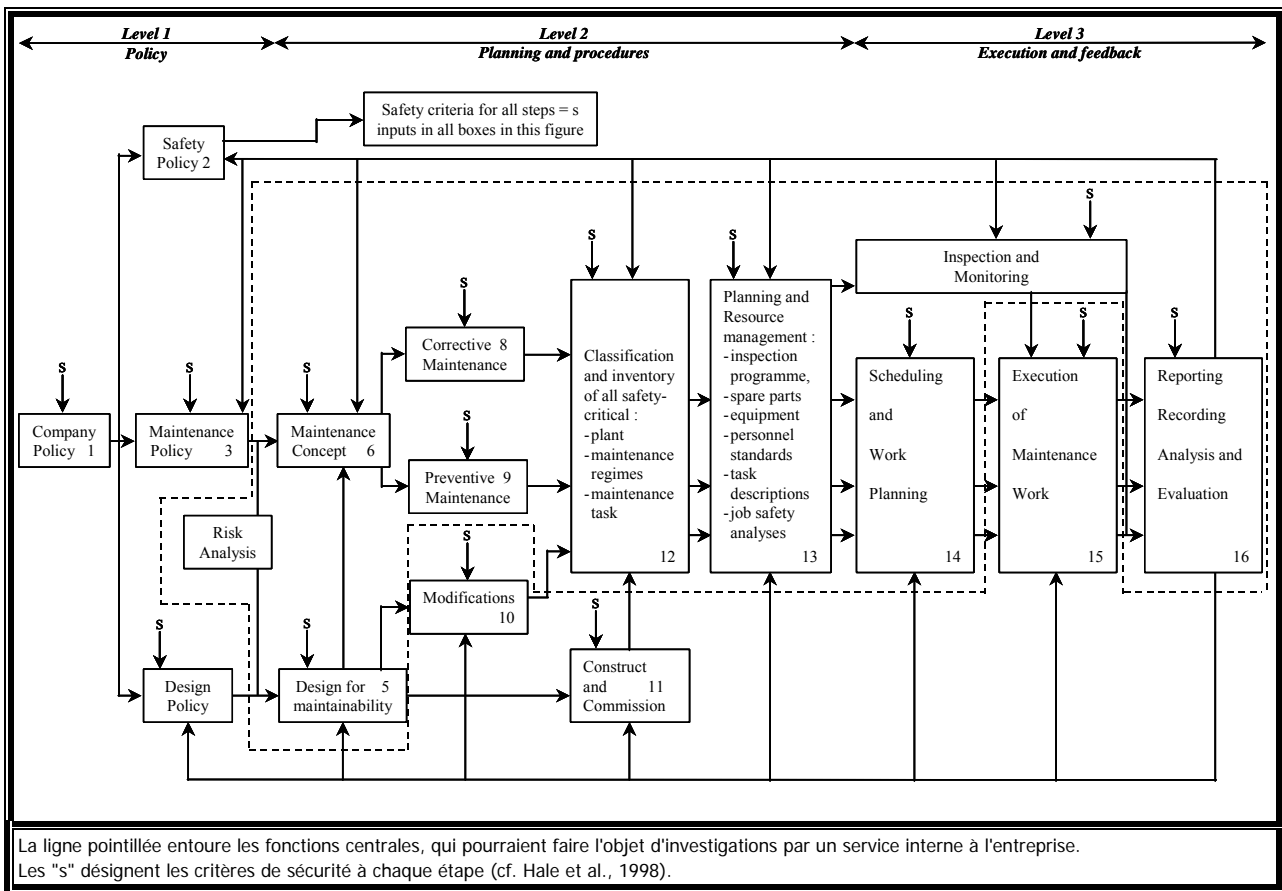 Level 1
Policy
Level 2
Planning and procedures
Level 3
Execution and feedback
Safety criteria for all steps = s
inputs in all boxes in this figure
Safety
Policy 2
s
Company
Policy 1
s
Maintenance
Policy 3
s
Maintenance
Concept 6
Risk
Analysis
s
Design
Policy
s
Design for 5
maintainability
s
Corrective 8
Maintenance
s
Preventive 9
Maintenance
s
Modifications
10
s
Construct
and 11
Commission
s
Classification
and inventory
of all safety-
critical :
-plant
-maintenance
regimes
-maintenance
task
12
s
Planning and
Resource
management :
-inspection
programme,
-spare parts
-equipment
-personnel
standards
-task
descriptions
-job safety
analyses
13
s
Inspection and
Monitoring
s
Scheduling
and
Work
Planning
14
s
Execution
of
Maintenance
Work
15
s
Reporting
Recording
Analysis and
Evaluation
16
La ligne pointillée entoure les fonctions centrales, qui pourraient faire l'objet d'investigations par un service interne à l'entreprise.
Les "s" désignent les critères de sécurité à chaque étape (cf. Hale et al., 1998).